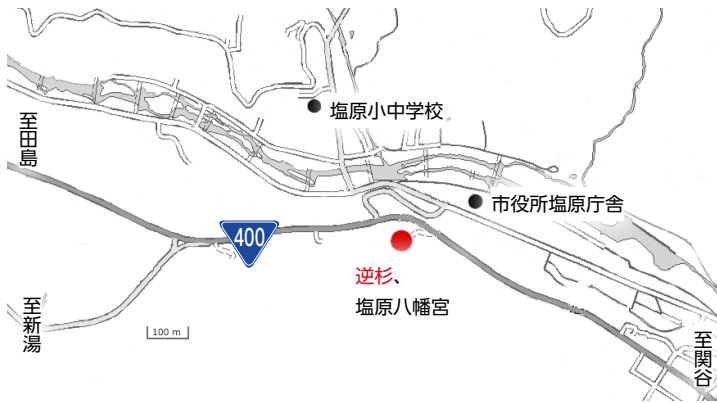 塩原小中学校
至田島
市役所塩原庁舎
400
逆杉、
塩原八幡宮
至新湯
100 m
至関谷